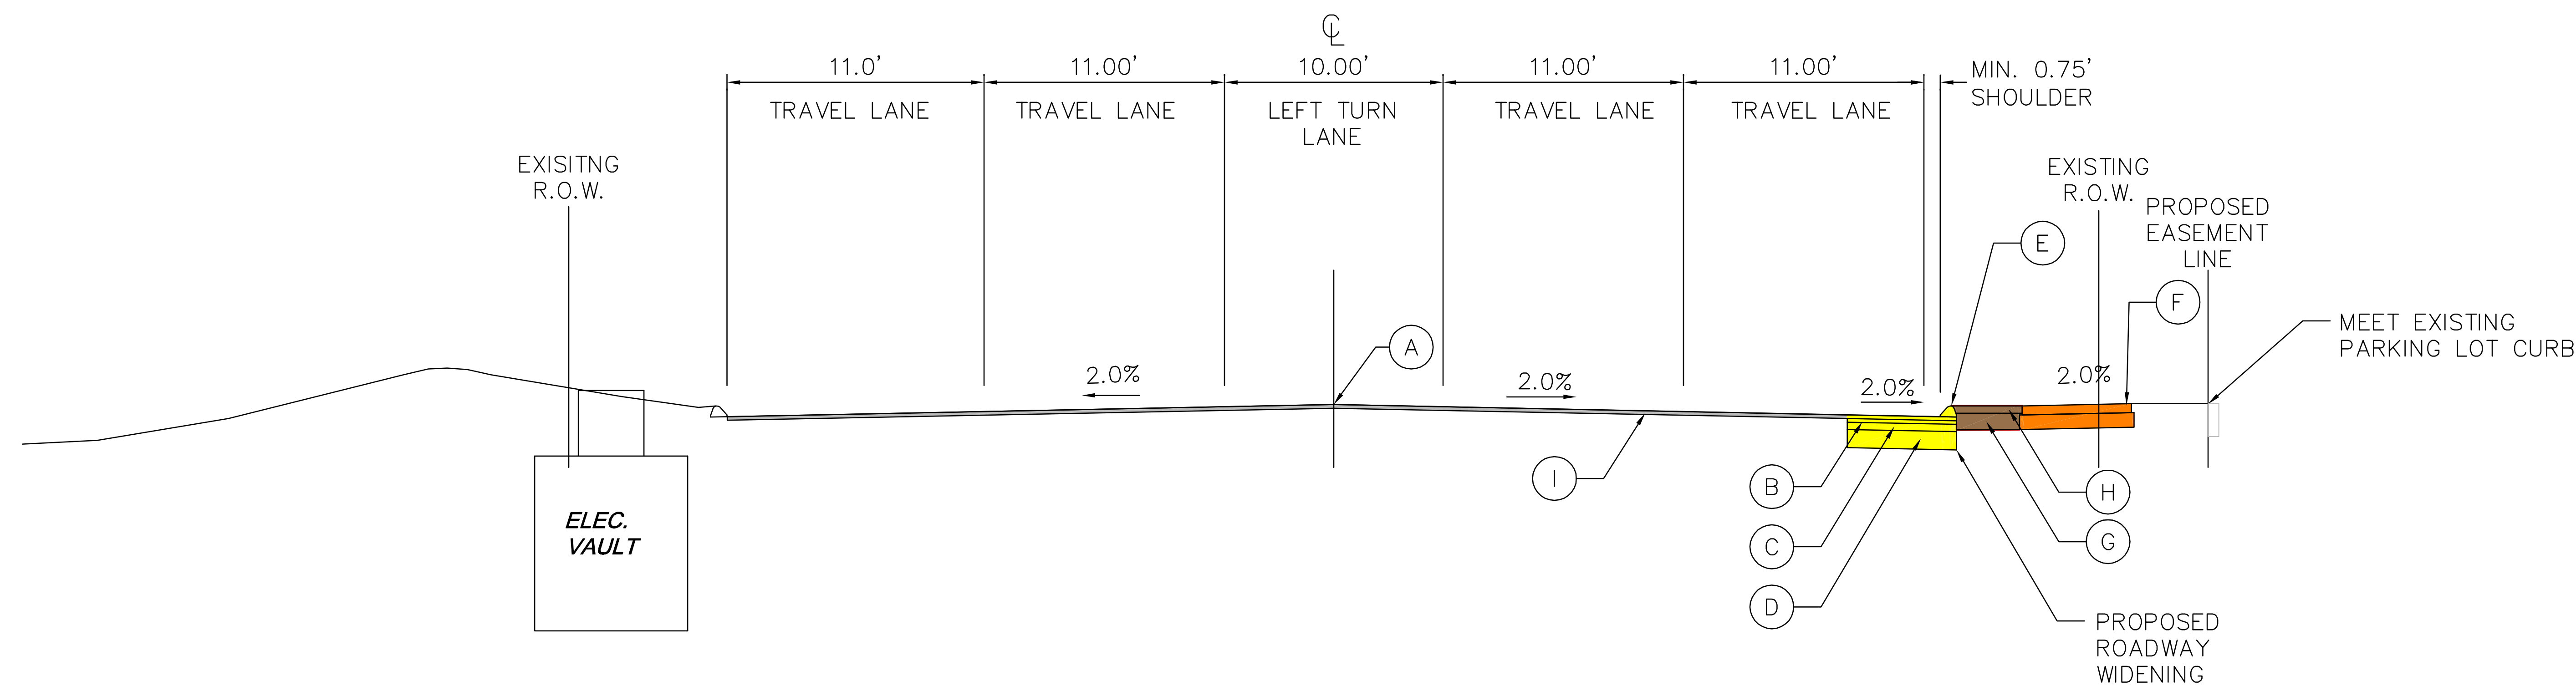 ℄
11.0'
11.00'
10.00'
11.00'
11.00'
MIN. 0.75'
SHOULDER
TRAVEL LANE
TRAVEL LANE
LEFT TURN
LANE
TRAVEL LANE
TRAVEL LANE
EXISITNG
R.O.W.
EXISTING
R.O.W.
PROPOSED
EASEMENT
LINE
E
F
A
MEET EXISTING
PARKING LOT CURB
2.0%
2.0%
2.0%
2.0%
I
B
H
ELEC.
VAULT
C
G
D
PROPOSED
ROADWAY
WIDENING